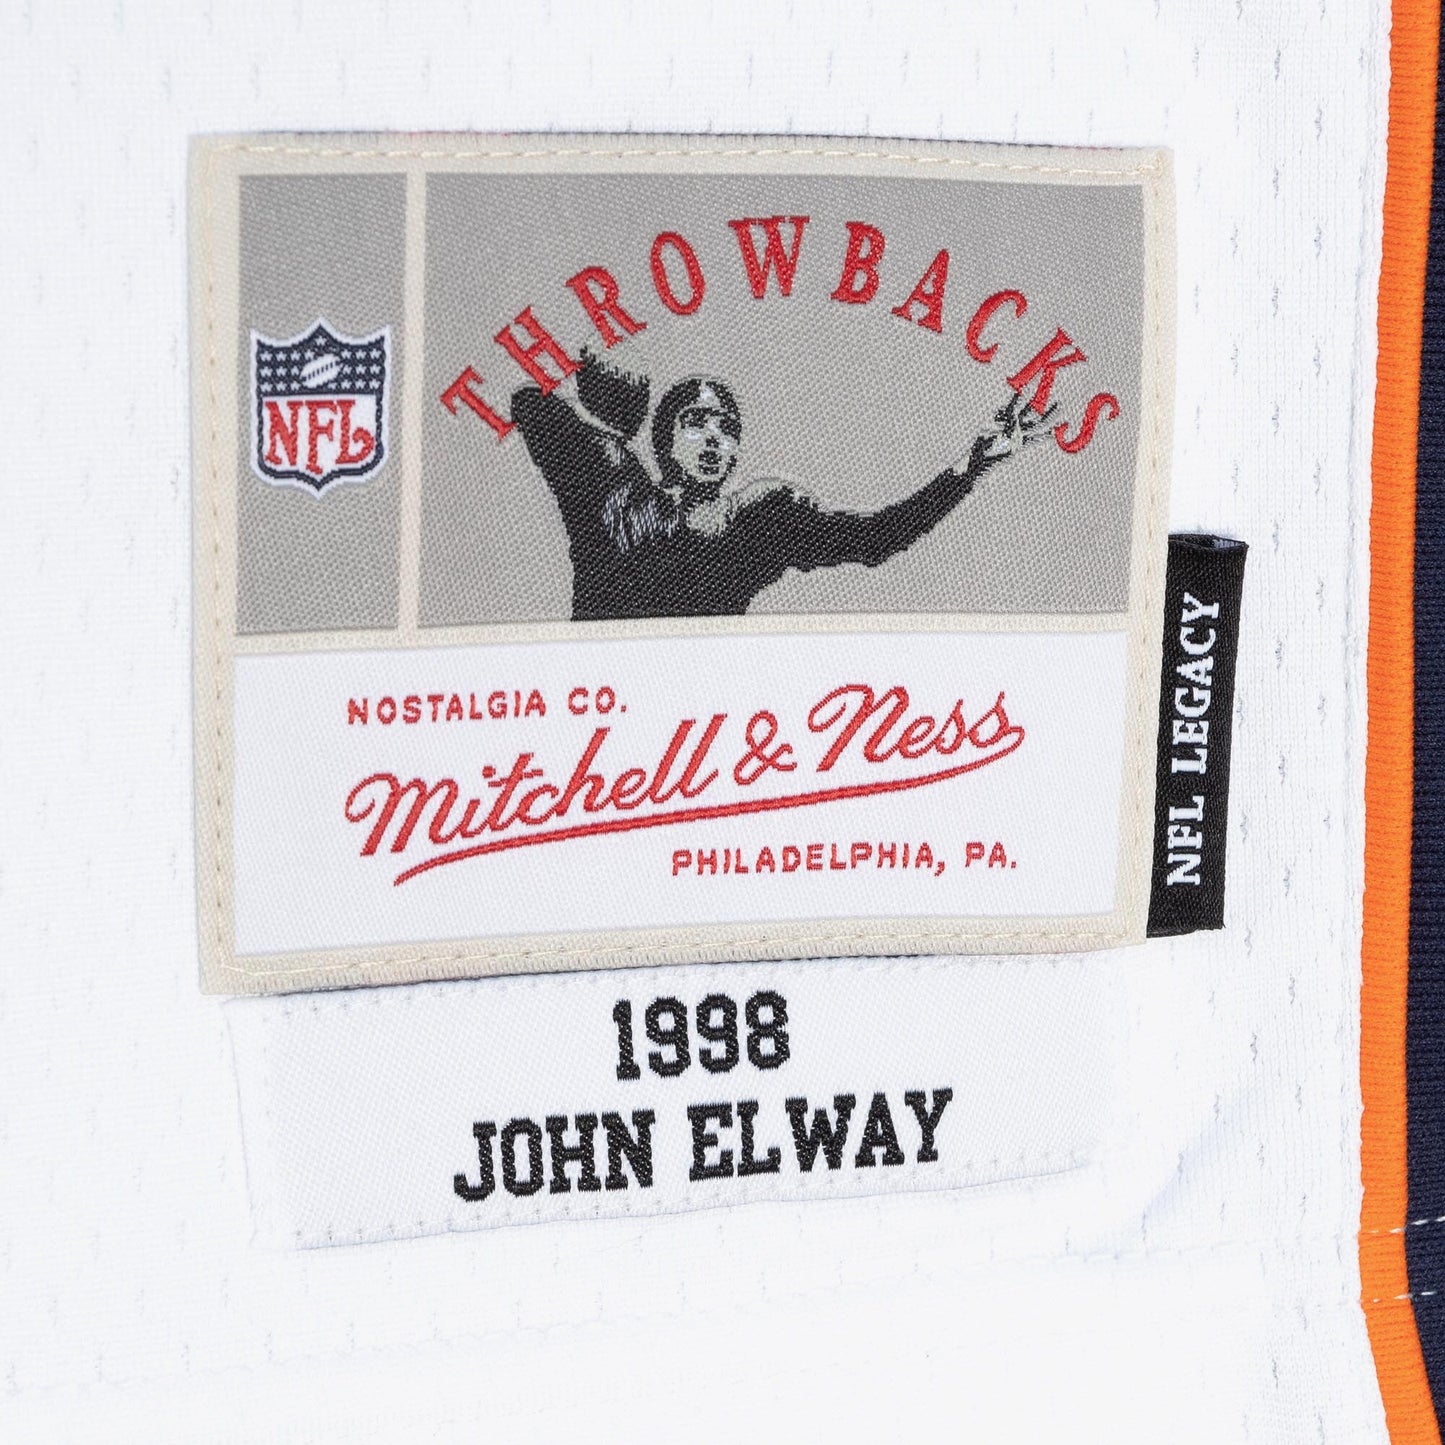 THROWBACKS
NFL
NOSTALGIA CO.
Mitchell & Ness
PHILADELPHIA, PA.
NFL LEGACY
1998
JOHN ELWAY